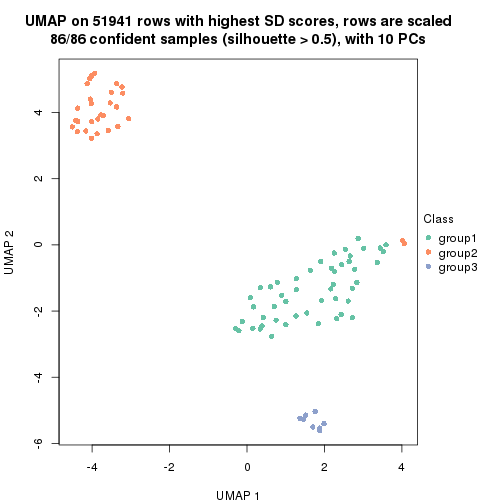 UMAP on 51941 rows with highest SD scores, rows are scaled
86/86 confident samples (silhouette > 0.5), with 10 PCs
4
2
0
-2
-4
-6
UMAP 2
-4
-2
0
2
4
UMAP 1
Class
group1
group2
group3